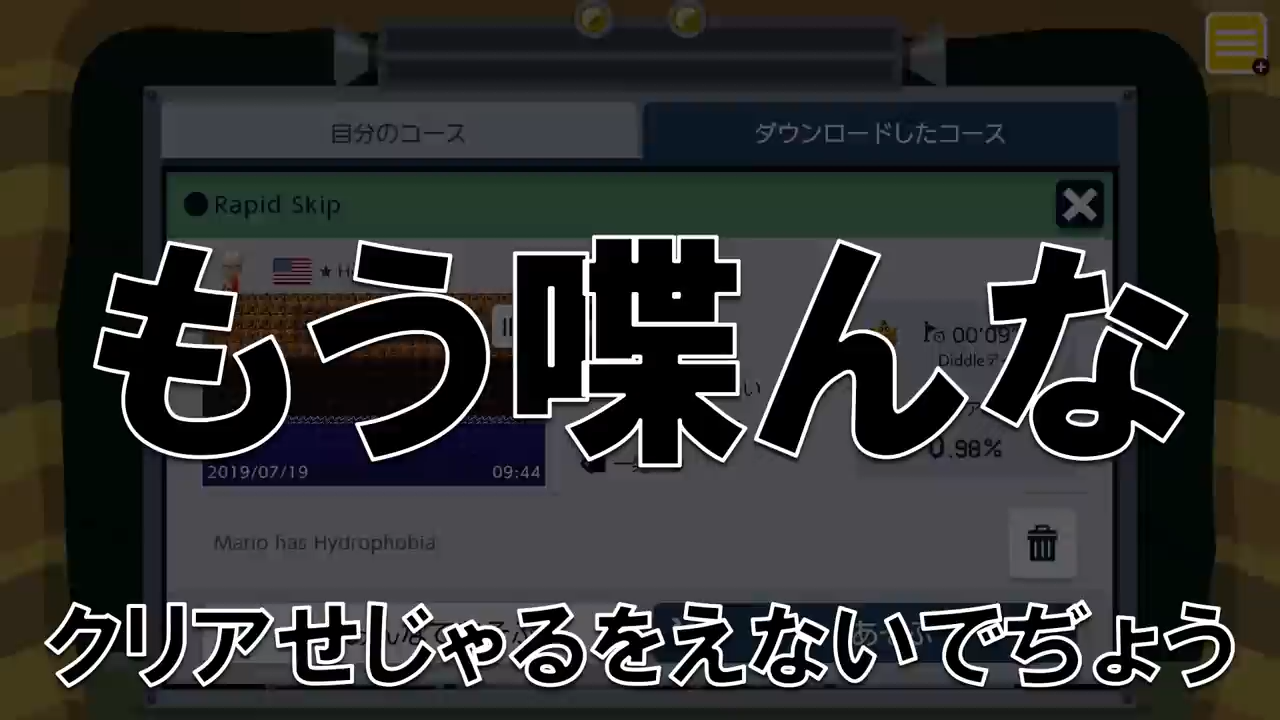 自分のコース
ダウンロードしたコース
Rapid Skip
もう喋んな
00'09
Diddle
い
0.98%
2019/07/19
09:44
Mario has Hydrophobia
クリアせじゃるをえないでぢょう